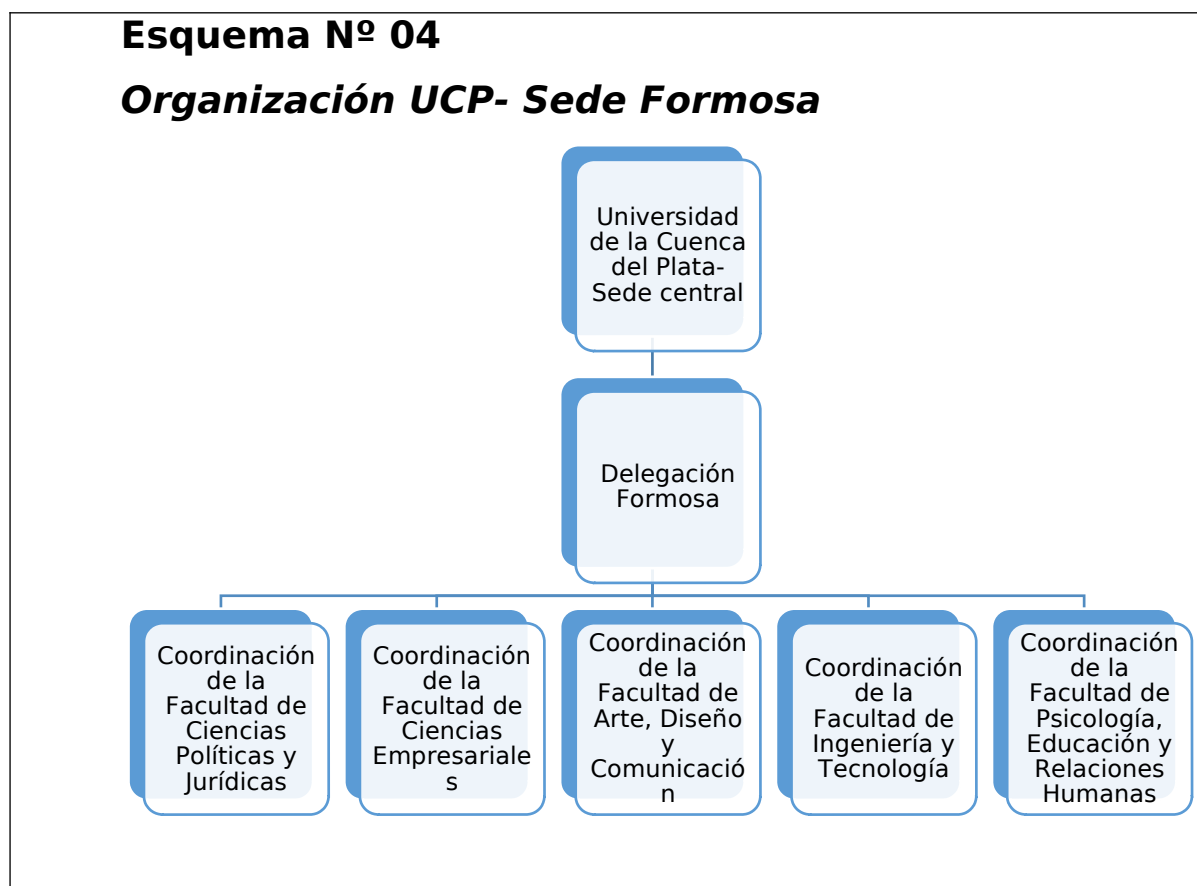 Esquema Nº 04
Organización UCP- Sede Formosa
Universidad
de la Cuenca
del Plata-
Sede central
Delegación
Formosa
Coordinación
de la
Facultad de
Ciencias
Políticas y
Jurídicas
Coordinación
de la
Facultad de
Ciencias
Empresariale
s
Coordinación
de la
Facultad de
Arte, Diseño
y
Comunicació
n
Coordinación
de la
Facultad de
Ingeniería y
Tecnología
Coordinación
de la
Facultad de
Psicología,
Educación y
Relaciones
Humanas